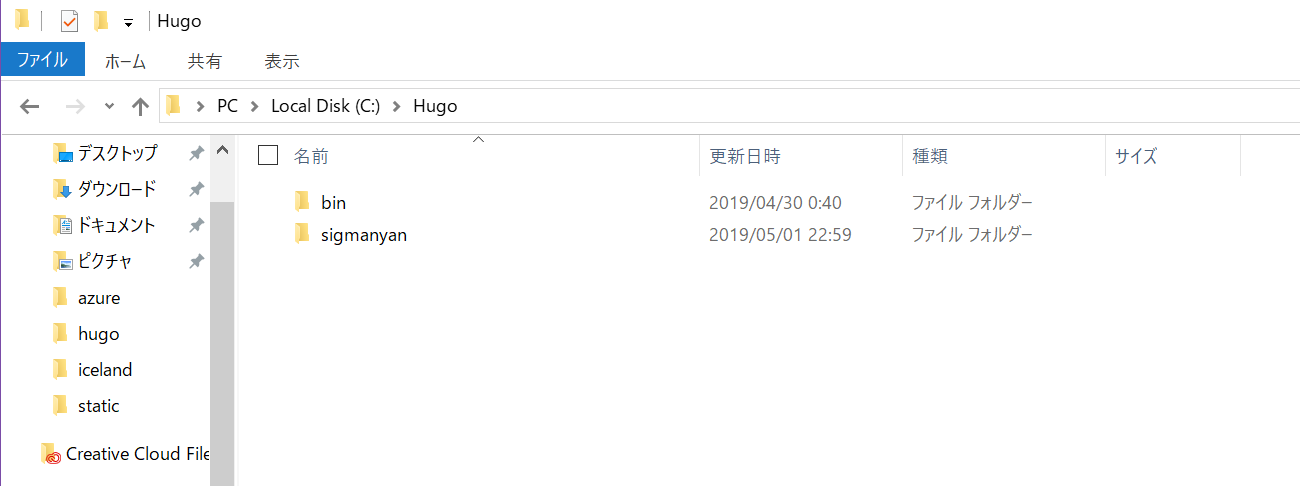 Hugo
ファイル ホーム 共有 表示
PC Local Disk (C:) Hugo
デスクトップ
ダウンロード
ドキュメント
ピクチャ
azure
hugo
iceland
static
Creative Cloud File
名前 更新日時 種類 サイズ
bin 2019/04/30 0:40 ファイル フォルダー
sigmanyan 2019/05/01 22:59 ファイル フォルダー